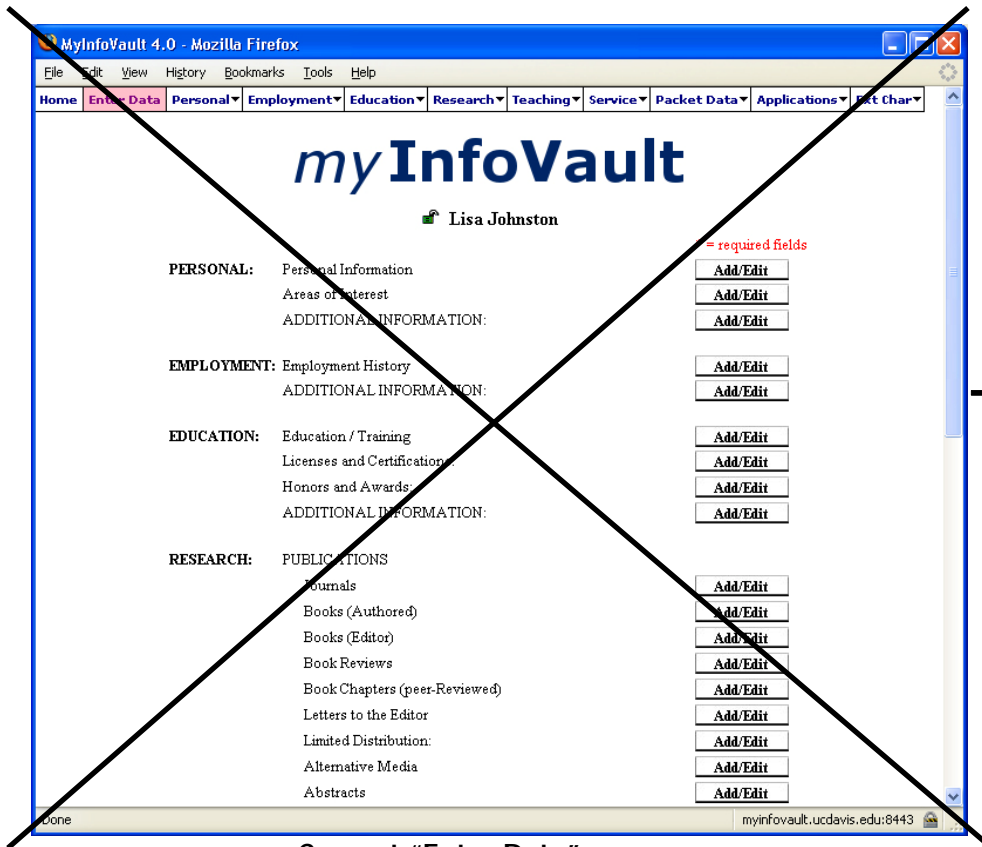 MyInfoVault 4.0 - Mozilla Firefox
File Edit View History Bookmarks Tools Help
Home Enter Data Personal Employment Education Research Teaching Service Packet Data Applications Ext Char
myInfoVault
Lisa Johnston
= required fields
PERSONAL: Personal Information Add/Edit
Areas of Interest Add/Edit
ADDITIONAL INFORMATION: Add/Edit
EMPLOYMENT: Employment History Add/Edit
ADDITIONAL INFORMATION: Add/Edit
EDUCATION: Education / Training Add/Edit
Licenses and Certifications: Add/Edit
Honors and Awards: Add/Edit
ADDITIONAL INFORMATION: Add/Edit
RESEARCH: PUBLICATIONS
Journals Add/Edit
Books (Authored) Add/Edit
Books (Editor) Add/Edit
Book Reviews Add/Edit
Book Chapters (peer-Reviewed) Add/Edit
Letters to the Editor Add/Edit
Limited Distribution: Add/Edit
Alternative Media Add/Edit
Abstracts Add/Edit
Done myinfovault.ucdavis.edu:8443
"Enter Data"